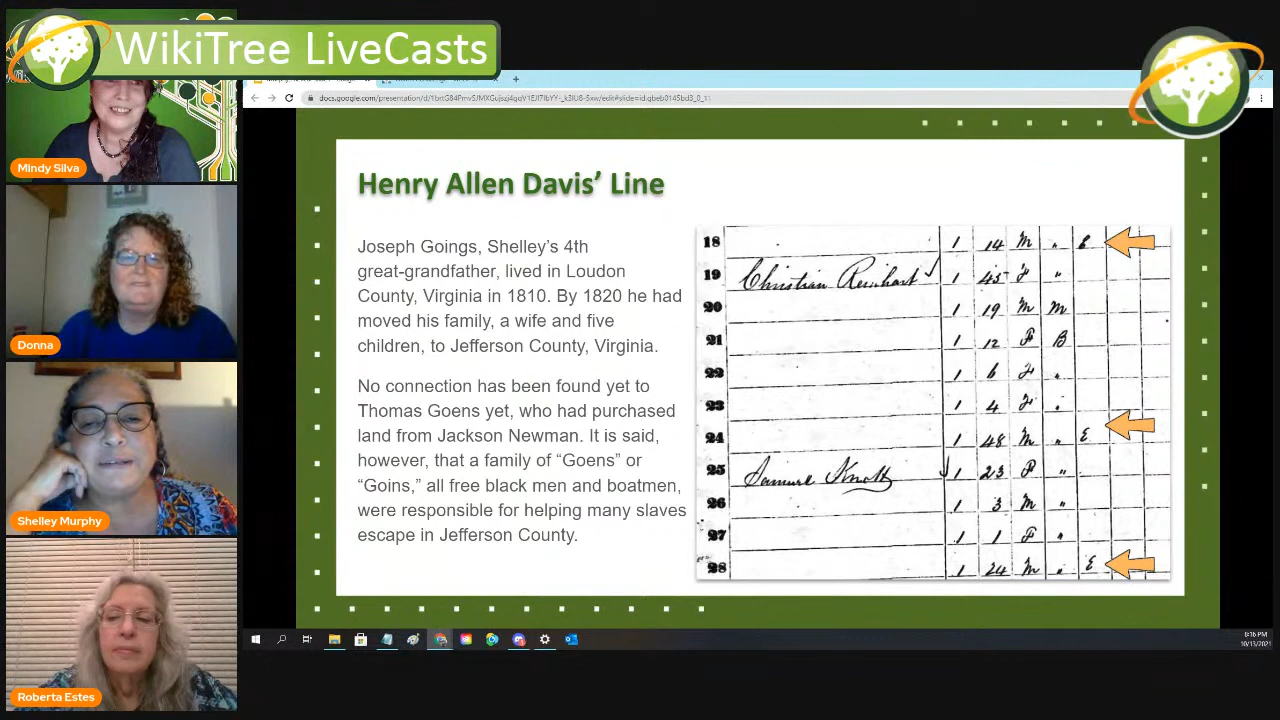 WikiTree LiveCasts
Mindy Silva
Donna
Shelley Murphy
Roberta Estes
Henry Allen Davis’ Line
Joseph Goings, Shelley’s 4th
great-grandfather, lived in Loudon
County, Virginia in 1810. By 1820 he had
moved his family, a wife and five
children, to Jefferson County, Virginia.
No connection has been found yet to
Thomas Goens yet, who had purchased
land from Jackson Newman. It is said,
however, that a family of “Goens” or
“Goins,” all free black men and boatmen,
were responsible for helping many slaves
escape in Jefferson County.
18 1 14 M " E
19 Christian Reinhart 1 45 F "
20 1 19 M M
21 1 12 F B
22 1 6 F "
23 1 4 F "
24 1 48 M " E
25 Samuel Knott 1 23 F "
26 1 3 M "
27 1 1 F "
28 1 24 M " E
8:16 PM
10/13/2021